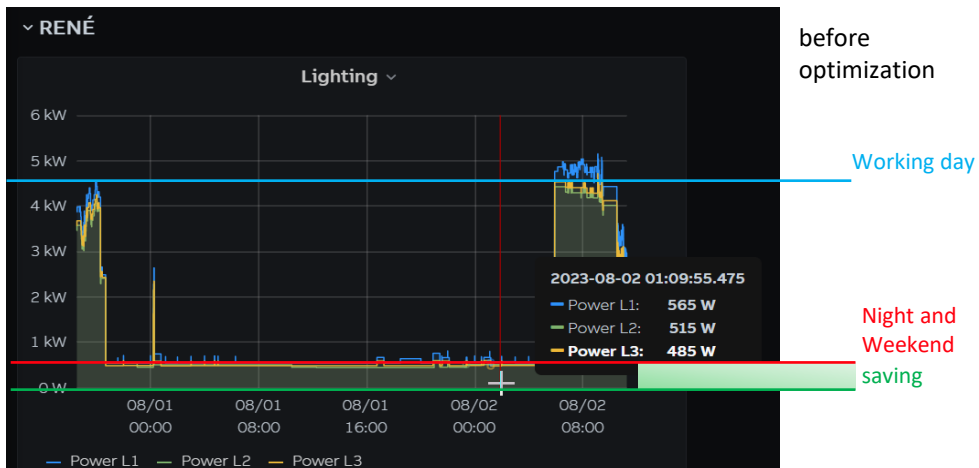 RENÉ
before
optimization
Lighting
6 kW
5 kW
Working day
4 kW
3 kW
2023-08-02 01:09:55.475
Power L1: 565 W
2 kW
Power L2: 515 W
Night and
Weekend
1 kW
Power L3: 485 W
saving
0 W
08/01 08/01 08/01 08/02 08/02
00:00 08:00 16:00 00:00 08:00
Power L1 Power L2 Power L3